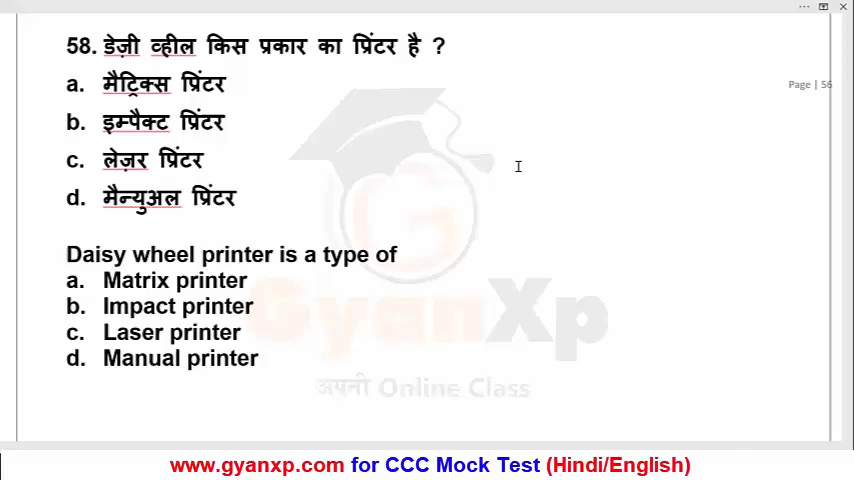 58. डेज़ी व्हील किस प्रकार का प्रिंटर है ?
a. मैट्रिक्स प्रिंटर
Page | 56
b. इम्पैक्ट प्रिंटर
c. लेज़र प्रिंटर
d. मैन्युअल प्रिंटर
Daisy wheel printer is a type of
a. Matrix printer
b. Impact printer
c. Laser printer
d. Manual printer
GyanXp
अपनी Online Class
www.gyanxp.com for CCC Mock Test (Hindi/English)